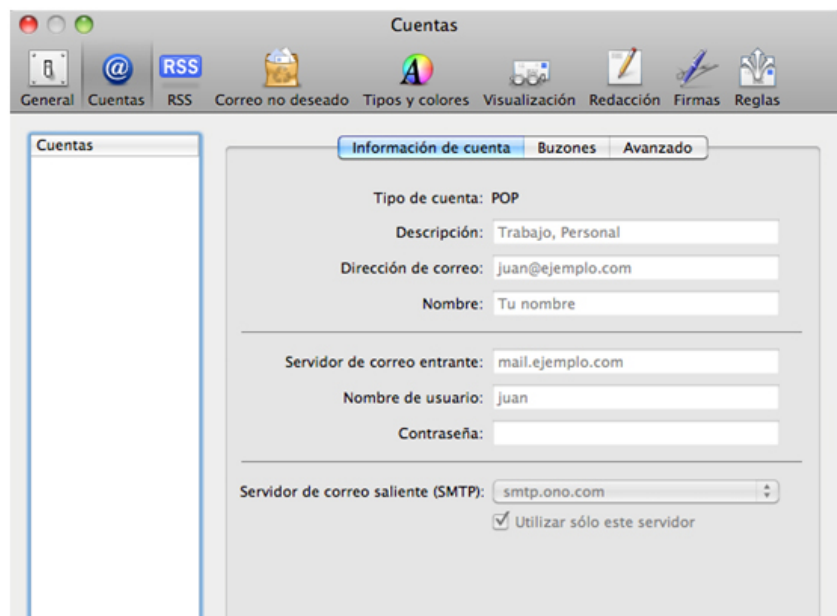 Cuentas
RSS
General Cuentas RSS Correo no deseado Tipos y colores Visualización Redacción Firmas Reglas
Cuentas
Información de cuenta Buzones Avanzado
Tipo de cuenta: POP
Descripción: Trabajo, Personal
Dirección de correo: juan@ejemplo.com
Nombre: Tu nombre
Servidor de correo entrante: mail.ejemplo.com
Nombre de usuario: juan
Contraseña:
Servidor de correo saliente (SMTP): smtp.ono.com
Utilizar sólo este servidor